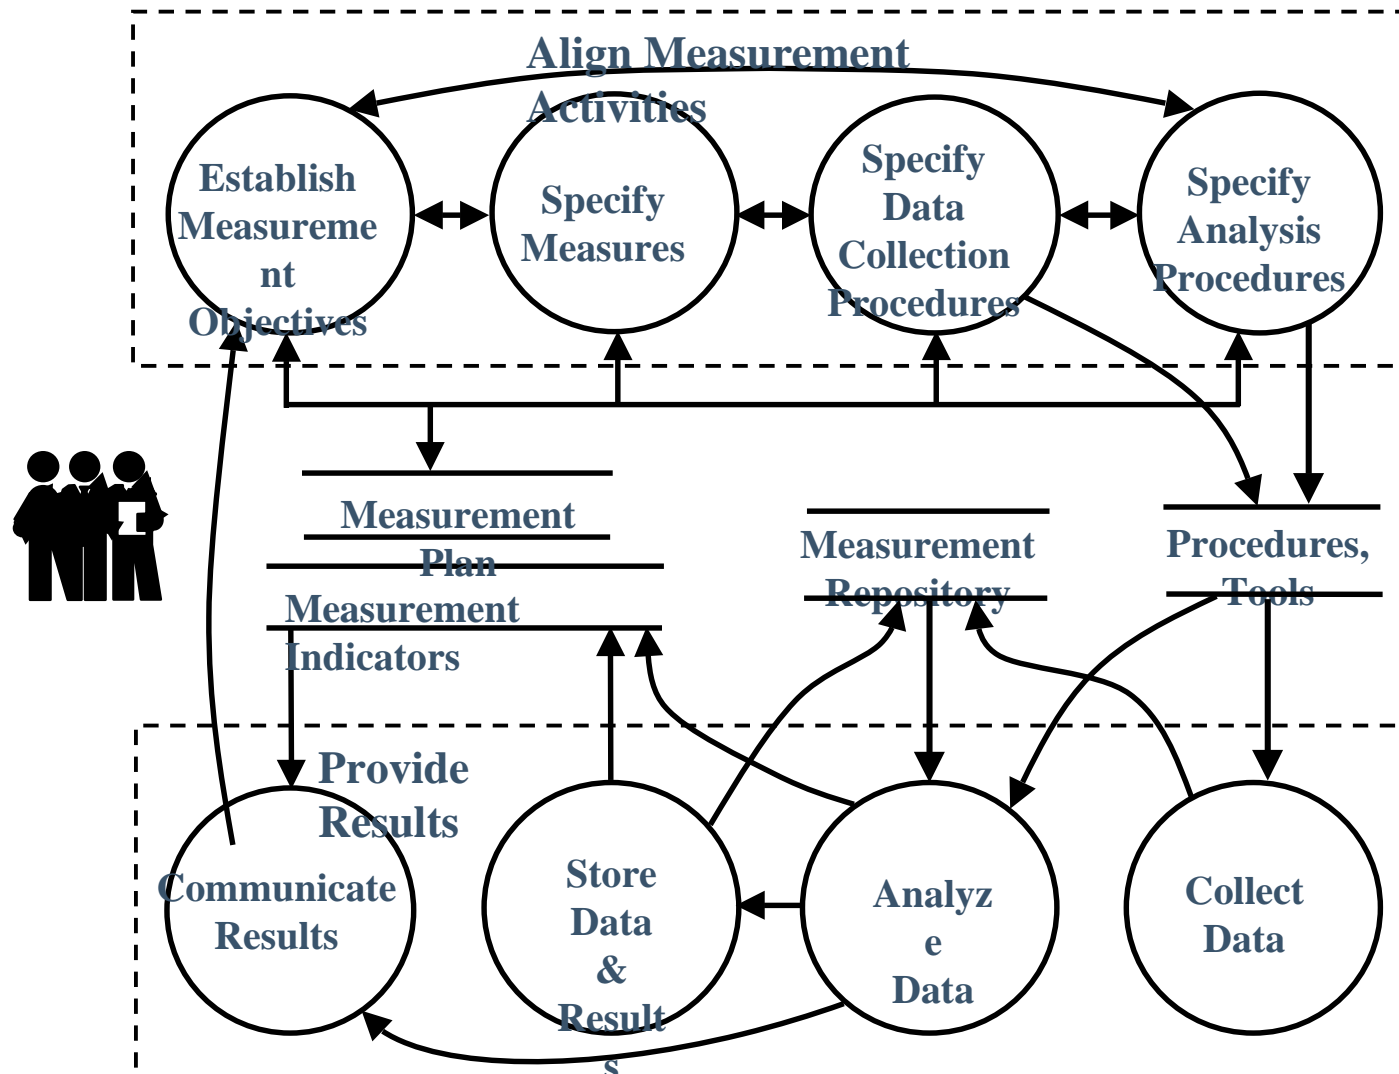 Align Measurement
Activities
Establish
Measureme
nt
Objectives
Specify
Measures
Specify
Data
Collection
Procedures
Specify
Analysis
Procedures
Measurement
Plan
Measurement
Indicators
Measurement
Repository
Procedures,
Tools
Provide
Results
Communicate
Results
Store
Data
&
Result
s
Analyz
e
Data
Collect
Data